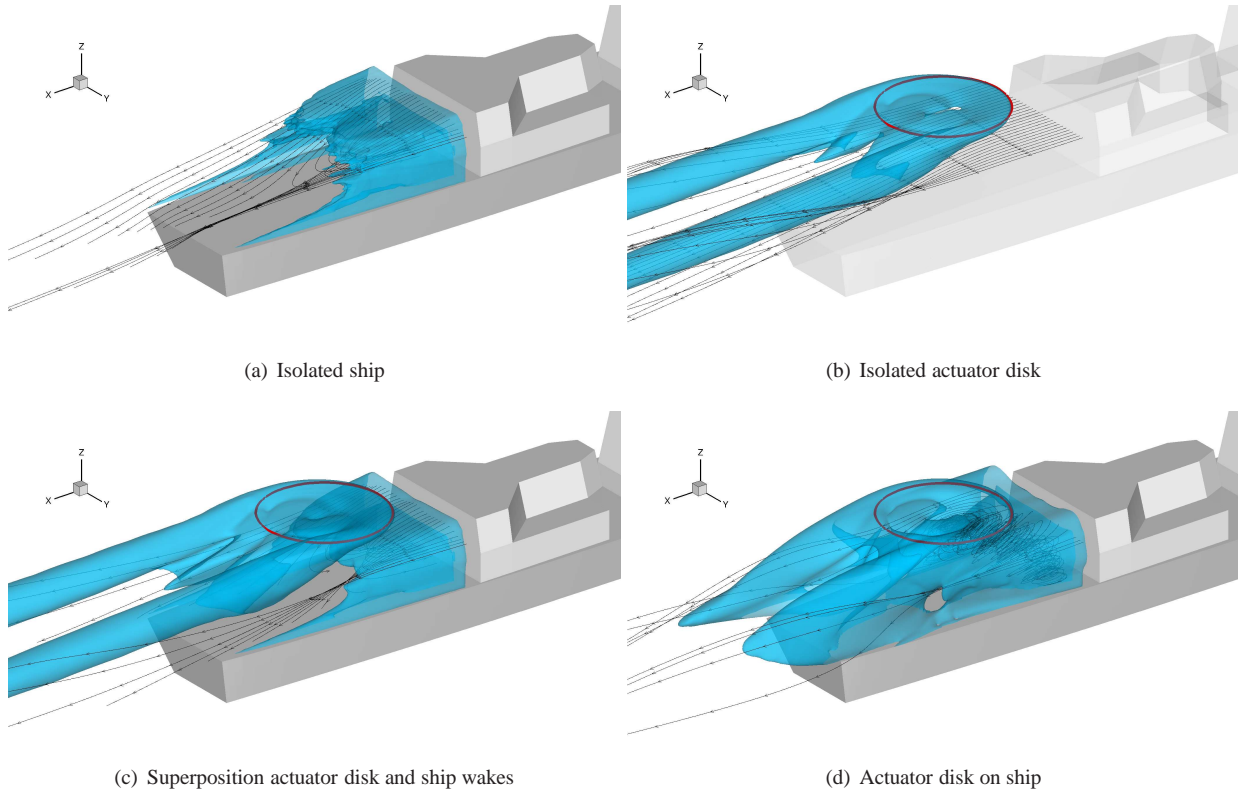 Z
X
Y
Z
X
Y
(a) Isolated ship
(b) Isolated actuator disk
Z
X
Y
Z
X
Y
(c) Superposition actuator disk and ship wakes
(d) Actuator disk on ship